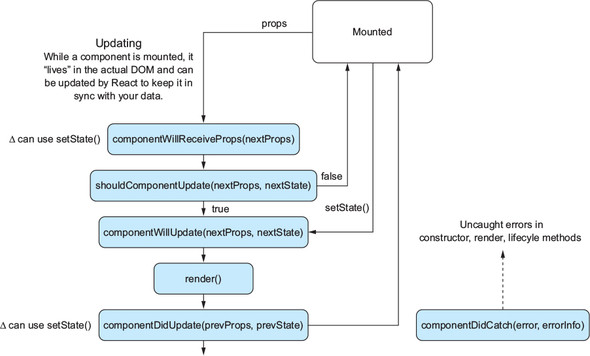 props
Mounted
Updating
While a component is mounted, it
“lives” in the actual DOM and can
be updated by React to keep it in
sync with your data.
Δ can use setState()
componentWillReceiveProps(nextProps)
shouldComponentUpdate(nextProps, nextState)
false
true
setState()
componentWillUpdate(nextProps, nextState)
render()
Δ can use setState()
componentDidUpdate(prevProps, prevState)
Uncaught errors in
constructor, render, lifecyle methods
componentDidCatch(error, errorInfo)